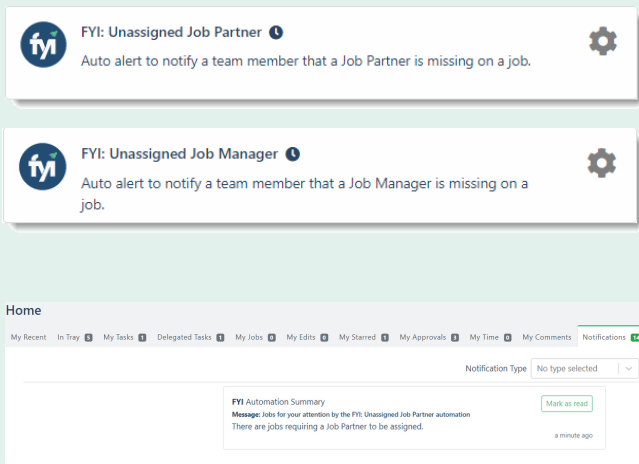 fyi
FYI: Unassigned Job Partner
Auto alert to notify a team member that a Job Partner is missing on a job.
fyi
FYI: Unassigned Job Manager
Auto alert to notify a team member that a Job Manager is missing on a
job.
Home
My Recent In Tray 5 My Tasks 1 Delegated Tasks 1 My Jobs 0 My Edits 0 My Starred 1 My Approvals 3 My Time 0 My Comments Notifications 14
Notification Type No type selected
FYI Automation Summary Mark as read
Message: Jobs for your attention by the FYI: Unassigned Job Partner automation
There are jobs requiring a Job Partner to be assigned.
a minute ago